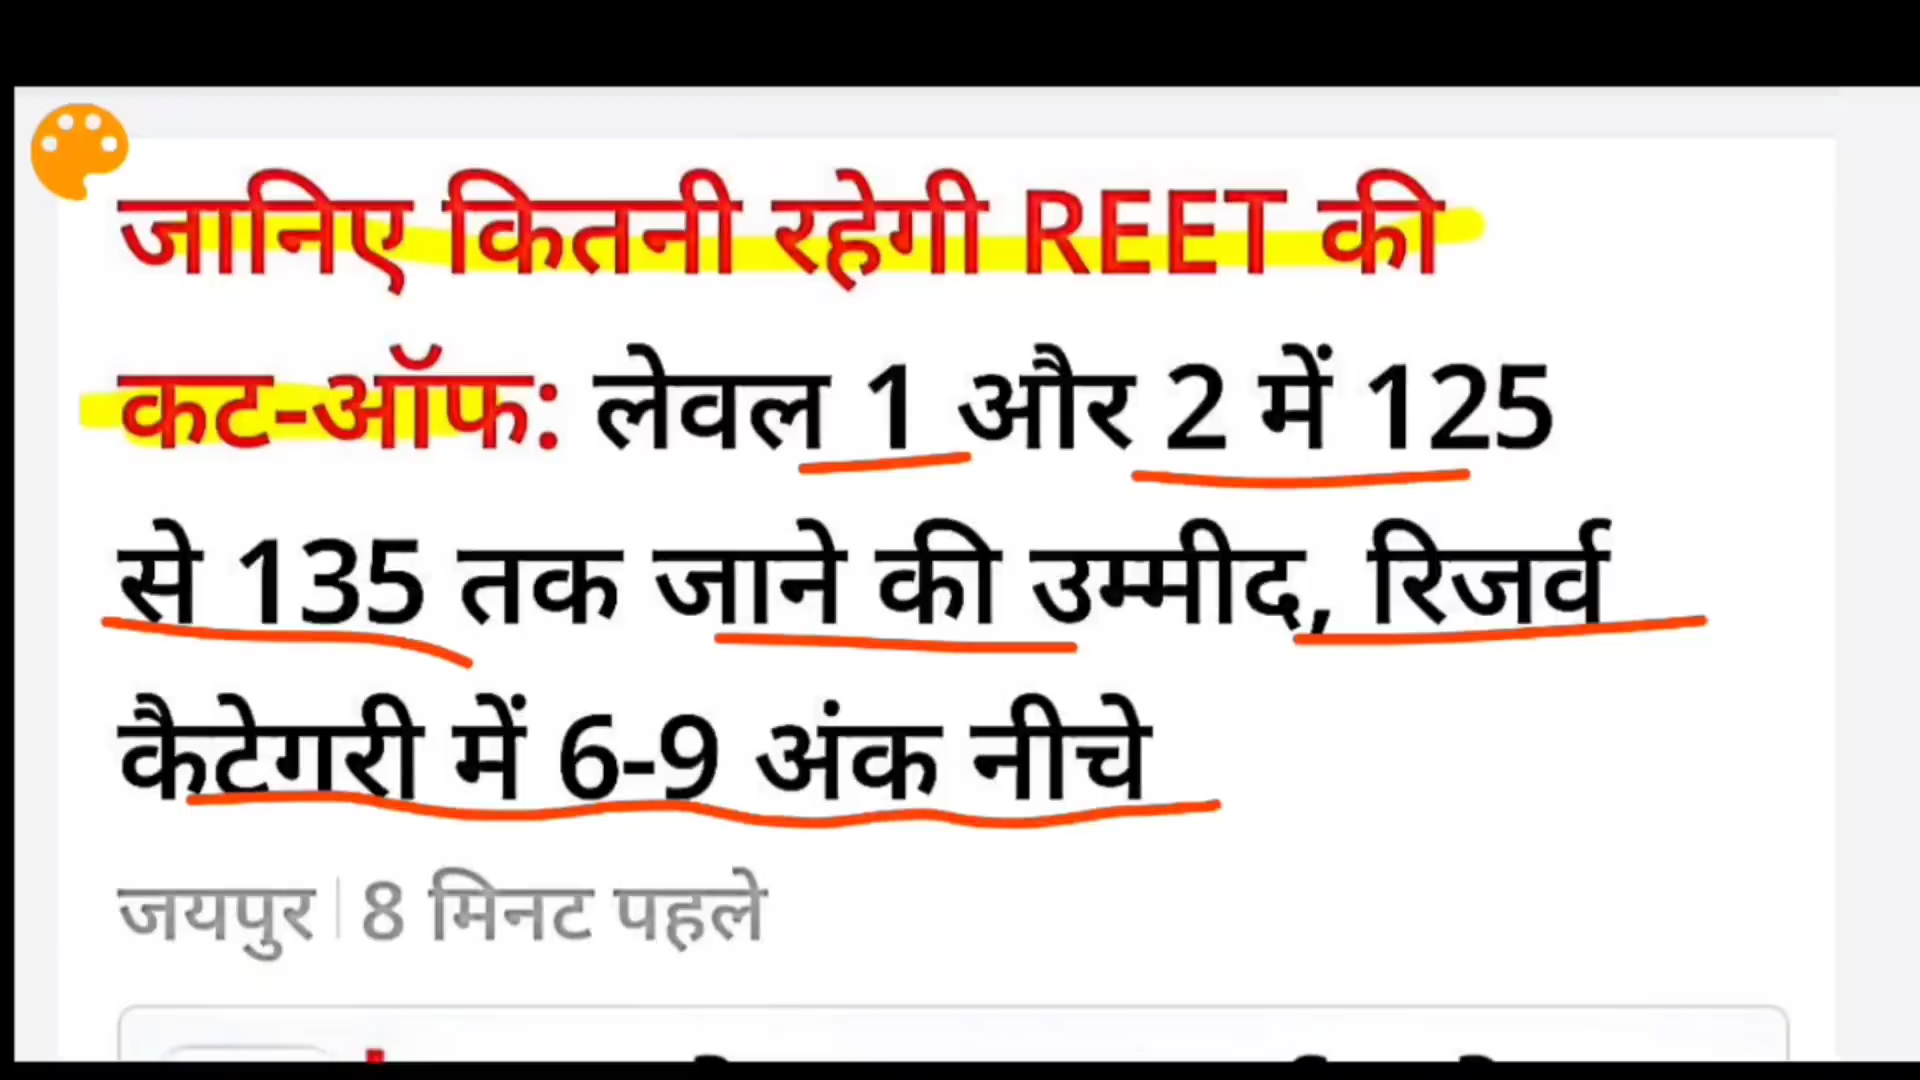 जानिए कितनी रहेगी REET की
कट-ऑफ: लेवल 1 और 2 में 125
से 135 तक जाने की उम्मीद, रिजर्व
कैटेगरी में 6-9 अंक नीचे
जयपुर | 8 मिनट पहले